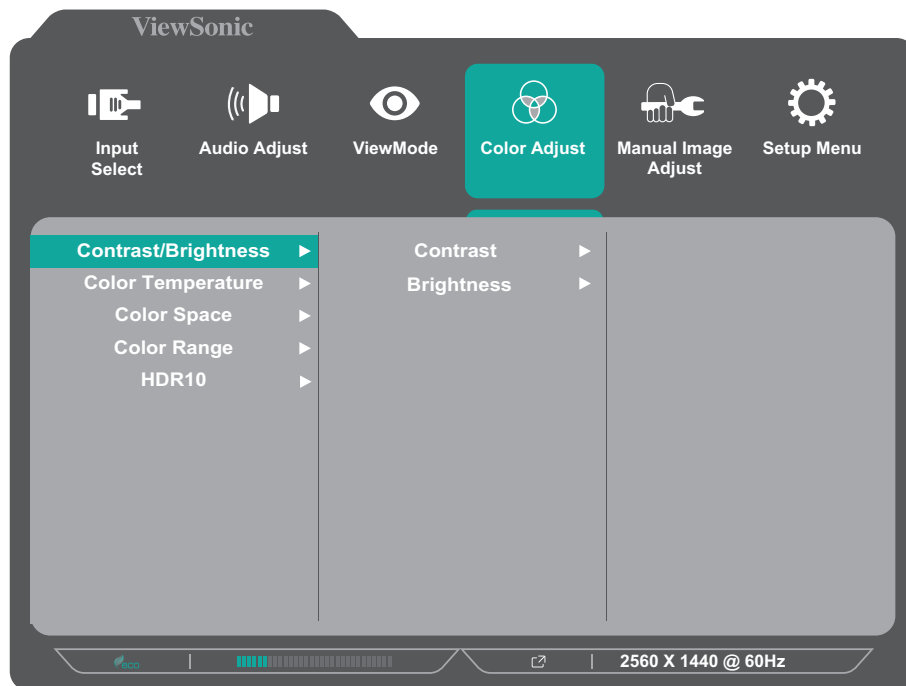 ViewSonic
Input
Select
Audio Adjust
ViewMode
Color Adjust
Manual Image
Adjust
Setup Menu
Contrast/Brightness
Color Temperature
Color Space
Color Range
HDR10
Contrast
Brightness
eco
2560 X 1440 @ 60Hz